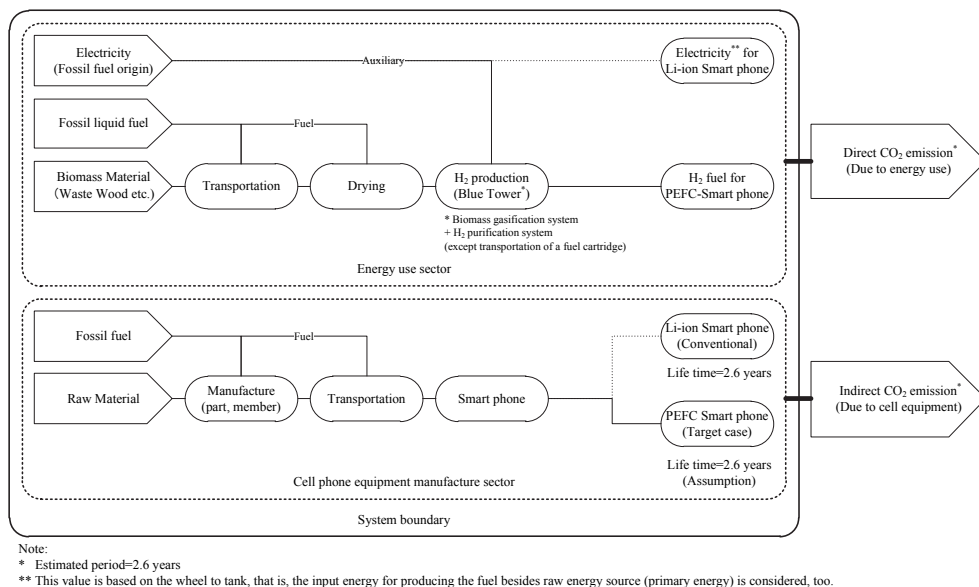 Electricity
(Fossil fuel origin)
Auxiliary
Electricity** for
Li-ion Smart phone
Fossil liquid fuel
Fuel
Biomass Material
(Waste Wood etc.)
Transportation
Drying
H2 production
(Blue Tower*)
H2 fuel for
PEFC-Smart phone
* Biomass gasification system
+ H2 purification system
(except transportation of a fuel cartridge)
Energy use sector
Direct CO2 emission*
(Due to energy use)
Fossil fuel
Fuel
Li-ion Smart phone
(Conventional)
Life time=2.6 years
Raw Material
Manufacture
(part, member)
Transportation
Smart phone
PEFC Smart phone
(Target case)
Life time=2.6 years
(Assumption)
Cell phone equipment manufacture sector
Indirect CO2 emission*
(Due to cell equipment)
System boundary
Note:
* Estimated period=2.6 years
** This value is based on the wheel to tank, that is, the input energy for producing the fuel besides raw energy source (primary energy) is considered, too.